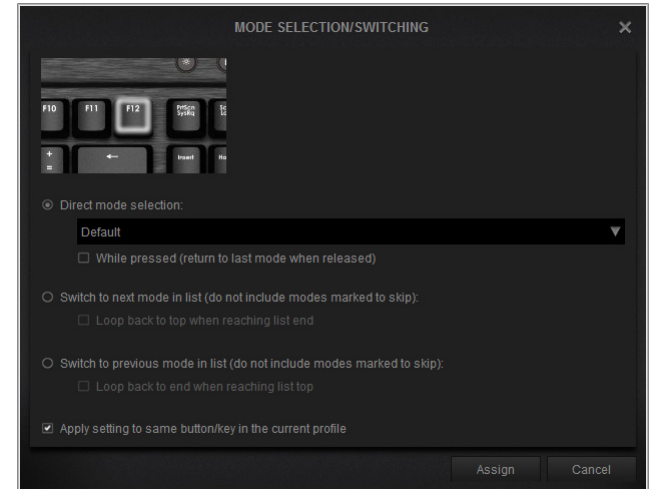 MODE SELECTION/SWITCHING
F10 F11 F12 PrtScn
SysRq
+
=
Insert
Direct mode selection:
Default
While pressed (return to last mode when released)
Switch to next mode in list (do not include modes marked to skip):
Loop back to top when reaching list end
Switch to previous mode in list (do not include modes marked to skip):
Loop back to end when reaching list top
Apply setting to same button/key in the current profile
Assign Cancel